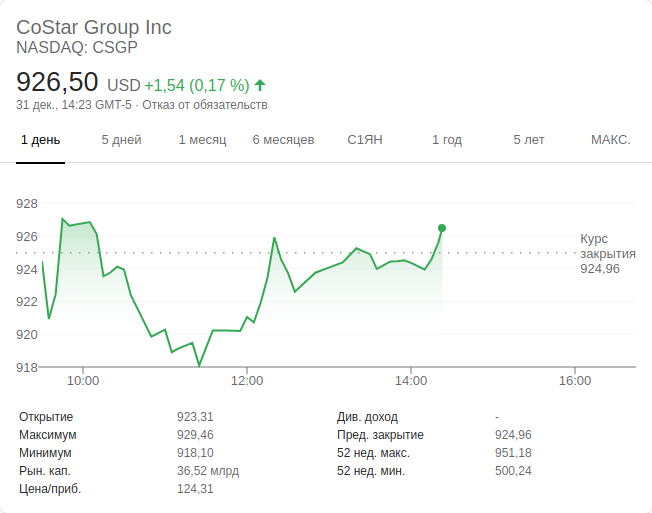 CoStar Group Inc
NASDAQ: CSGP
926,50 USD +1,54 (0,17 %)
31 дек., 14:23 GMT-5 · Отказ от обязательств
1 день 5 дней 1 месяц 6 месяцев С1ЯН 1 год 5 лет МАКС.
928
926
924
922
920
918
Курс
закрытия
924,96
10:00 12:00 14:00 16:00
Открытие 923,31
Максимум 929,46
Минимум 918,10
Рын. кап. 36,52 млрд
Цена/приб. 124,31
Див. доход -
Пред. закрытие 924,96
52 нед. макс. 951,18
52 нед. мин. 500,24